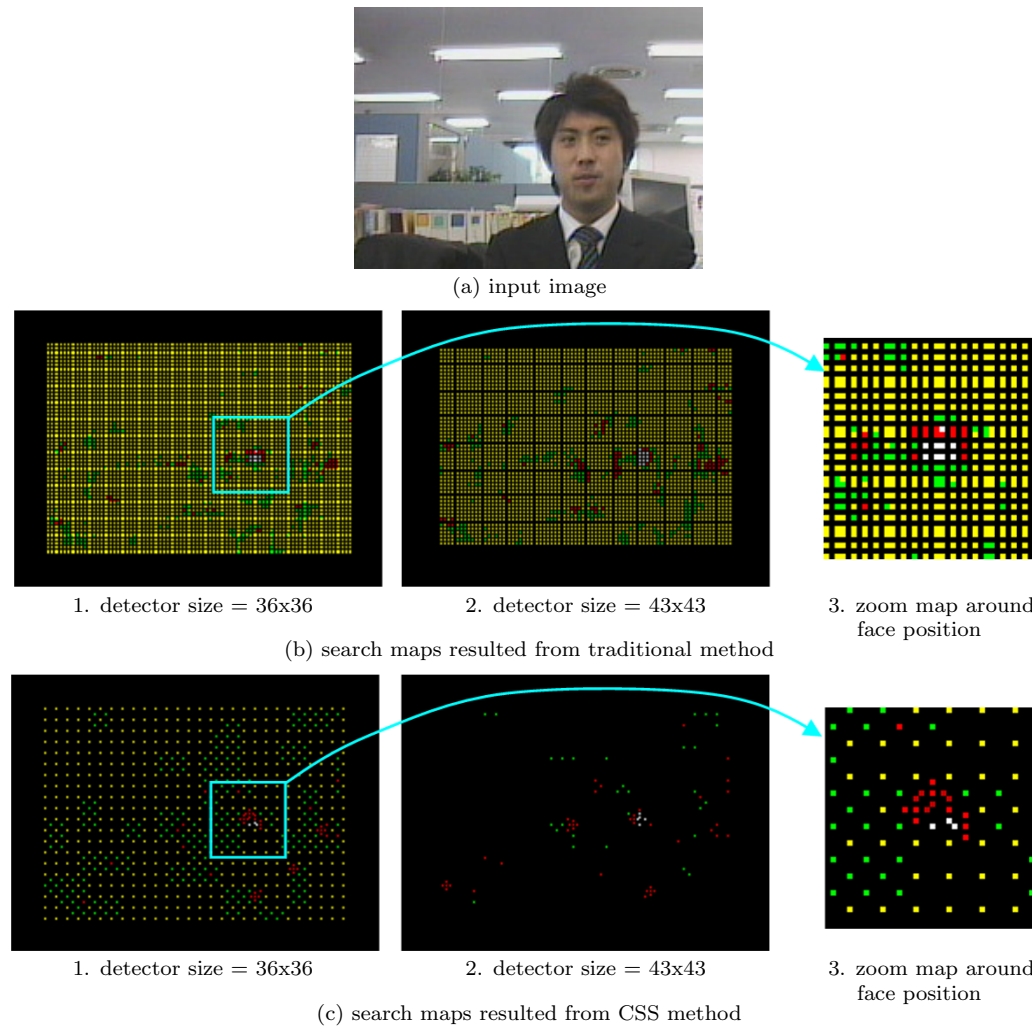 (a) input image
1. detector size = 36x36
2. detector size = 43x43
3. zoom map around
face position
(b) search maps resulted from traditional method
1. detector size = 36x36
2. detector size = 43x43
3. zoom map around
face position
(c) search maps resulted from CSS method